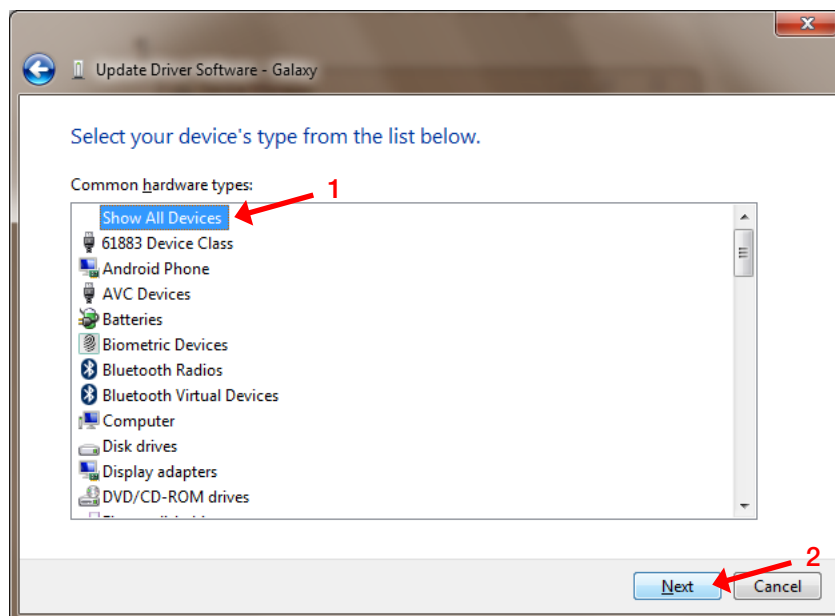 Update Driver Software - Galaxy
Select your device's type from the list below.
Common hardware types:
1
Show All Devices
61883 Device Class
Android Phone
AVC Devices
Batteries
Biometric Devices
Bluetooth Radios
Bluetooth Virtual Devices
Computer
Disk drives
Display adapters
DVD/CD-ROM drives
2
Next
Cancel